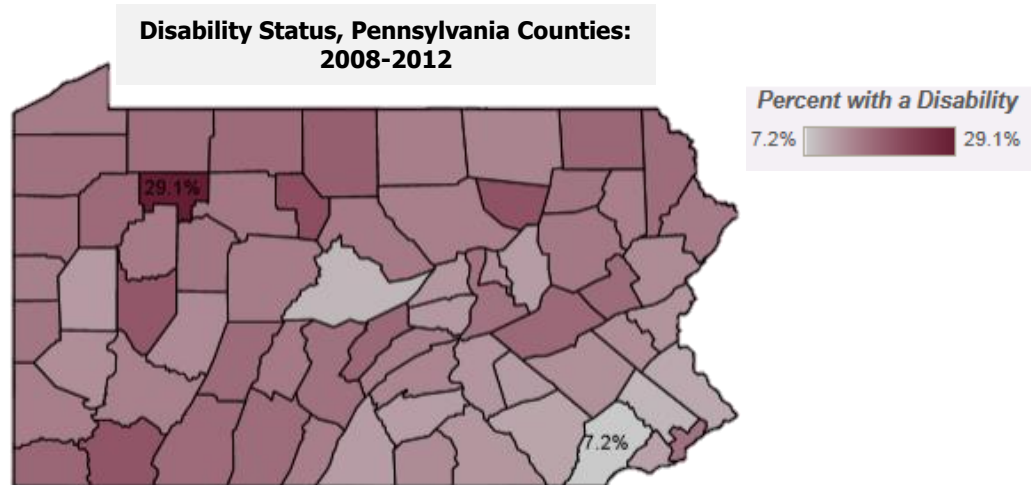 Disability Status, Pennsylvania Counties:
2008-2012
Percent with a Disability
7.2% 29.1%
29.1%
7.2%